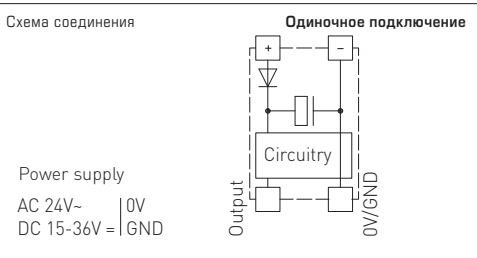 Схема соединения
Одиночное подключение
+ −
Circuitry
Power supply
AC 24V~ | 0V
DC 15-36V = | GND
Output
0V/GND